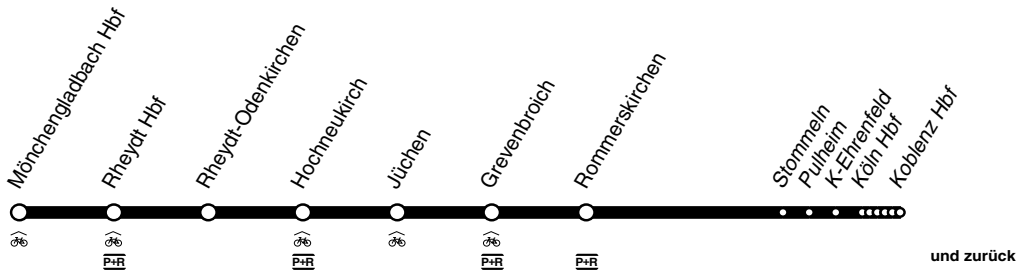 Mönchengladbach Hbf
Rheydt Hbf
Rheydt-Odenkirchen
Hochneukirch
Jüchen
Grevenbroich
Rommerskirchen
Stommeln
Pulheim
K-Ehrenfeld
Köln Hbf
Koblenz Hbf
P+R
P+R
P+R
P+R
und zurück